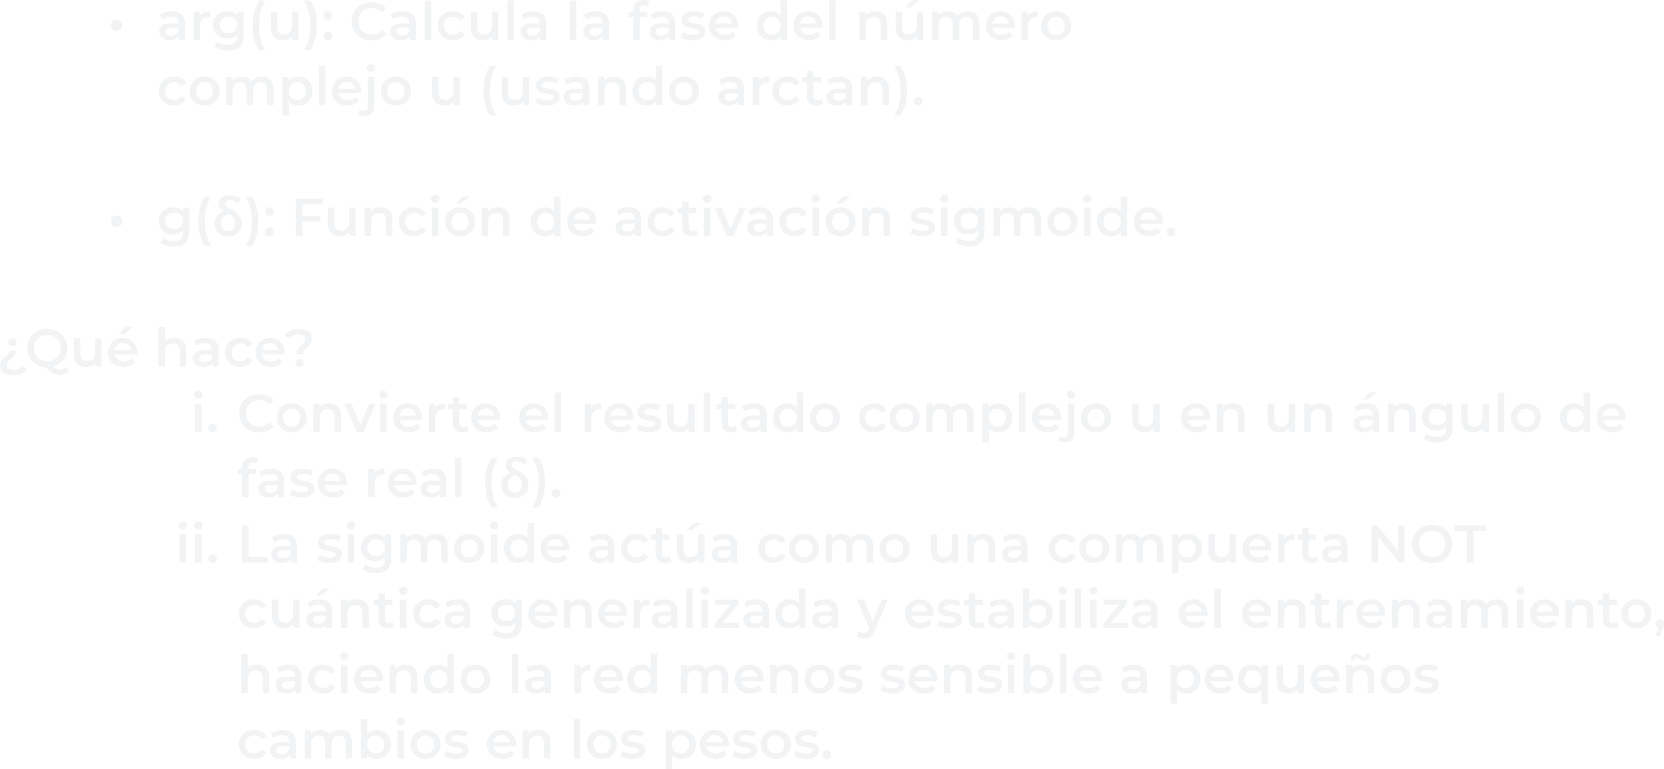 • arg(u): Calcula la fase del número
complejo u (usando arctan).
• g(δ): Función de activación sigmoide.
¿Qué hace?
i. Convierte el resultado complejo u en un ángulo de
fase real (δ).
ii. La sigmoide actúa como una compuerta NOT
cuántica generalizada y estabiliza el entrenamiento,
haciendo la red menos sensible a pequeños
cambios en los pesos.